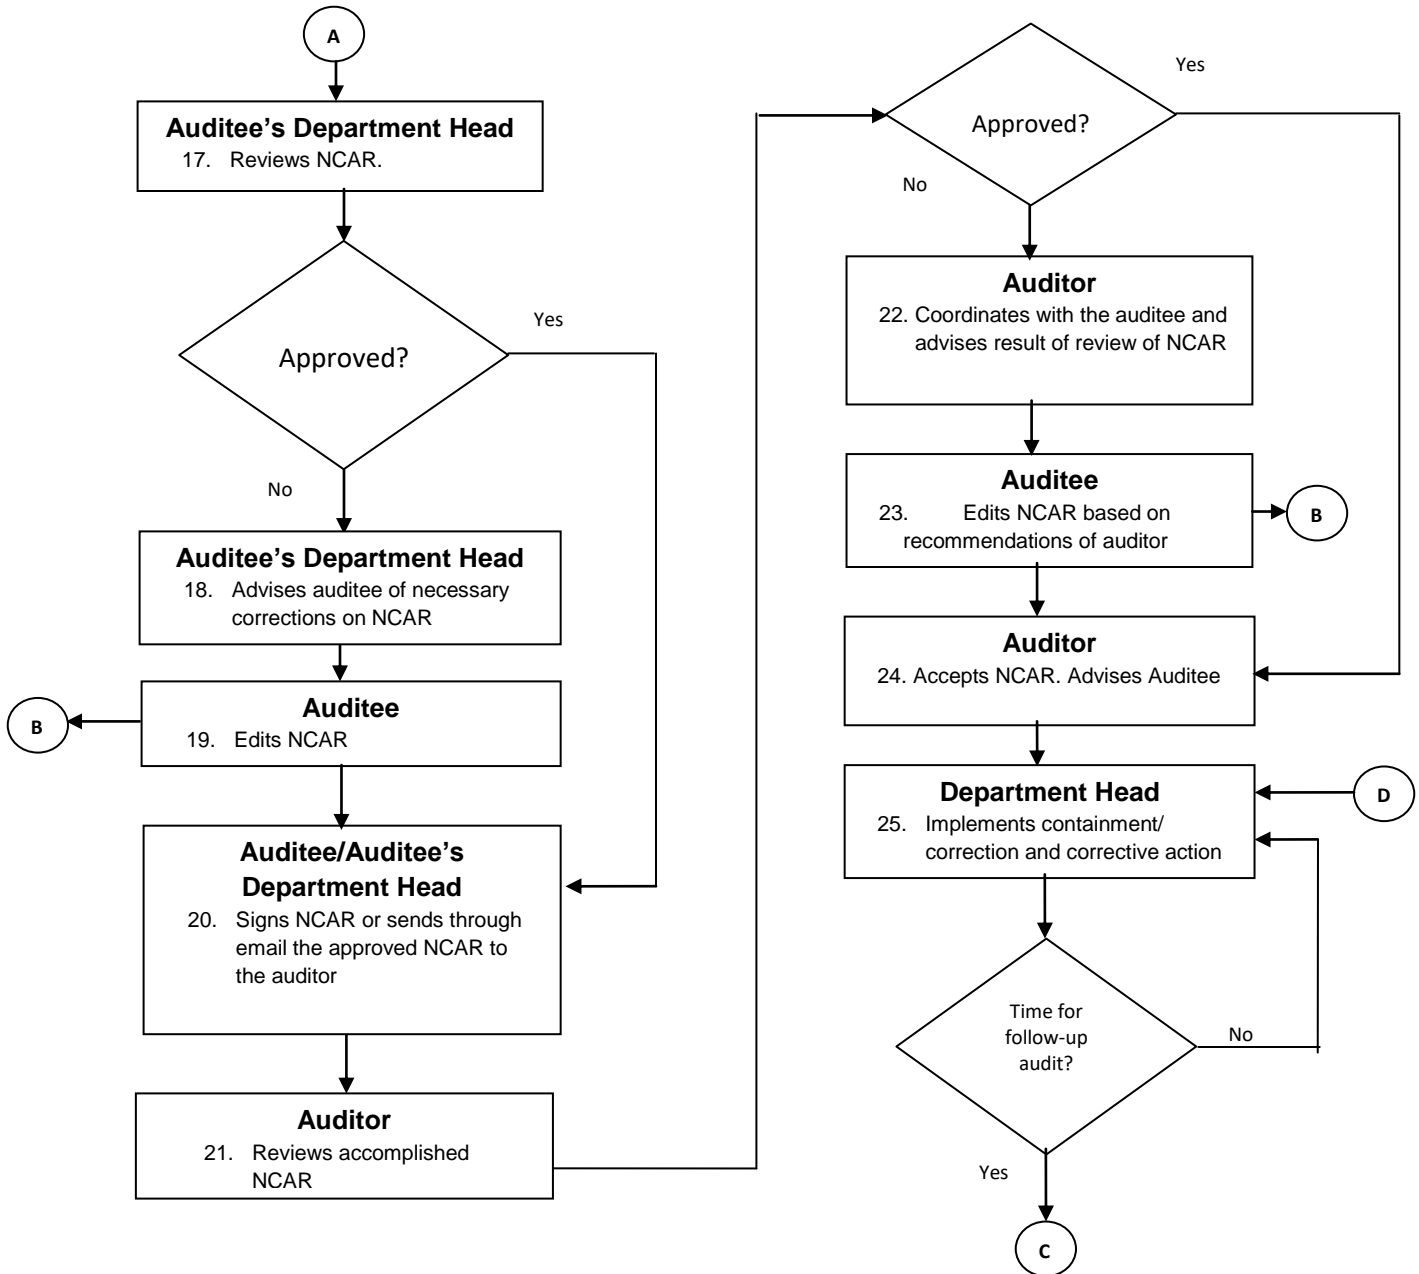 A
Auditee’s Department Head
17. Reviews NCAR.
Approved?
Yes
No
Auditee’s Department Head
18. Advises auditee of necessary
corrections on NCAR
Auditee
19. Edits NCAR
B
Auditee/Auditee’s
Department Head
20. Signs NCAR or sends through
email the approved NCAR to
the auditor
Auditor
21. Reviews accomplished
NCAR
Approved?
Yes
No
Auditor
22. Coordinates with the auditee and
advises result of review of NCAR
Auditee
23. Edits NCAR based on
recommendations of auditor
B
Auditor
24. Accepts NCAR. Advises Auditee
Department Head
25. Implements containment/
correction and corrective action
D
Time for
follow-up
audit?
No
Yes
C